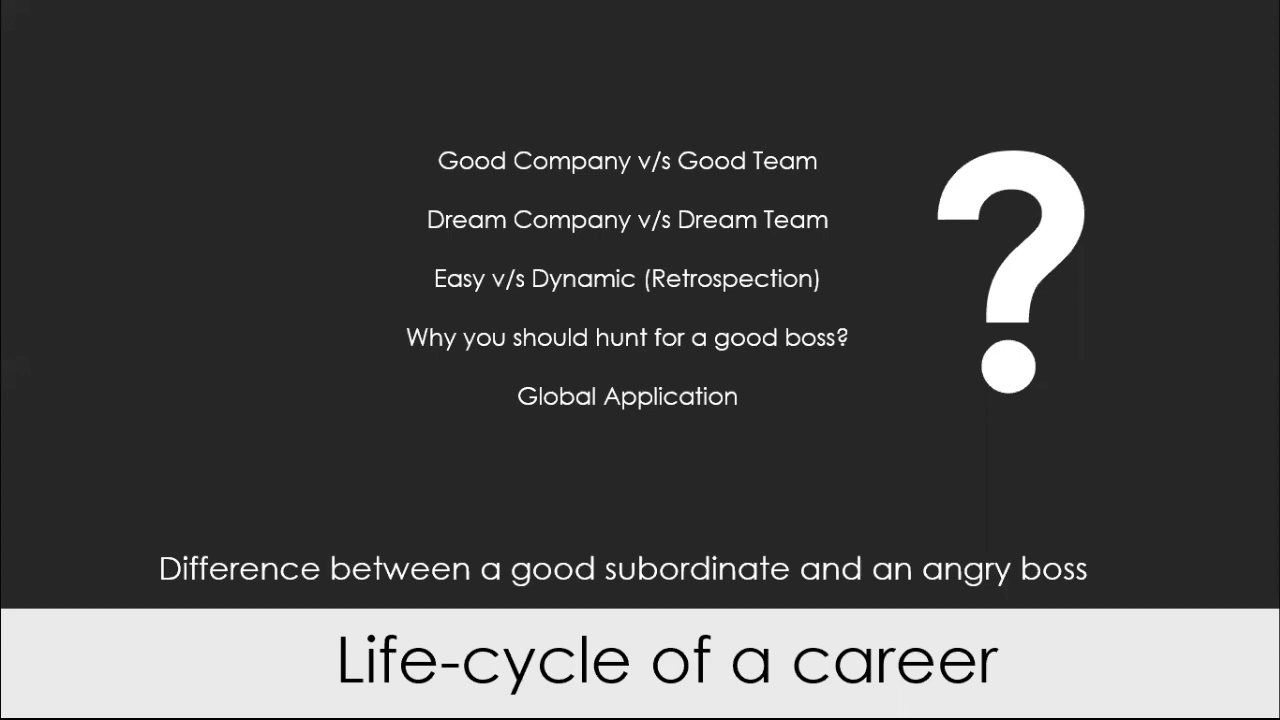 Good Company v/s Good Team
Dream Company v/s Dream Team
Easy v/s Dynamic (Retrospection)
Why you should hunt for a good boss?
Global Application
?
Difference between a good subordinate and an angry boss
Life-cycle of a career